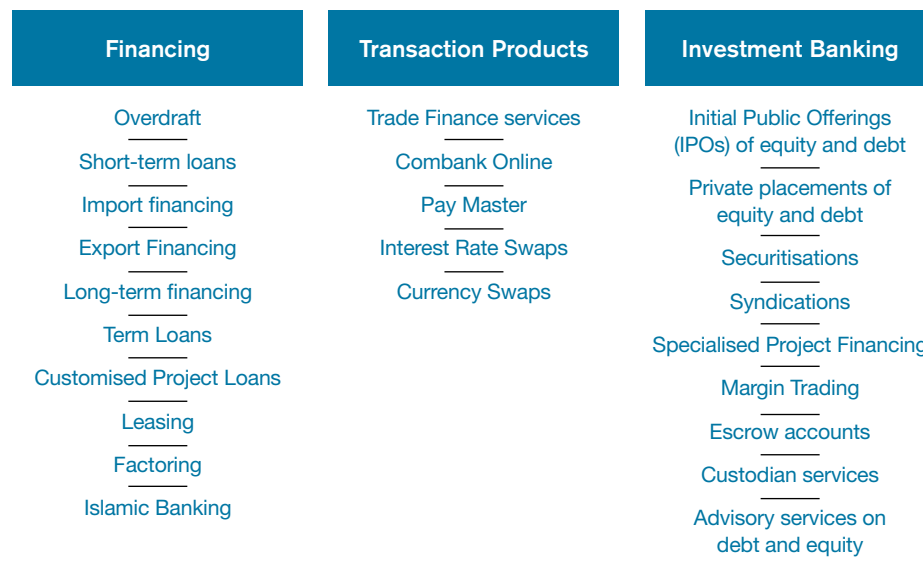 Financing
Overdraft
Short-term loans
Import financing
Export Financing
Long-term financing
Term Loans
Customised Project Loans
Leasing
Factoring
Islamic Banking
Transaction Products
Trade Finance services
Combank Online
Pay Master
Interest Rate Swaps
Currency Swaps
Investment Banking
Initial Public Offerings
(IPOs) of equity and debt
Private placements of
equity and debt
Securitisations
Syndications
Specialised Project Financing
Margin Trading
Escrow accounts
Custodian services
Advisory services on
debt and equity